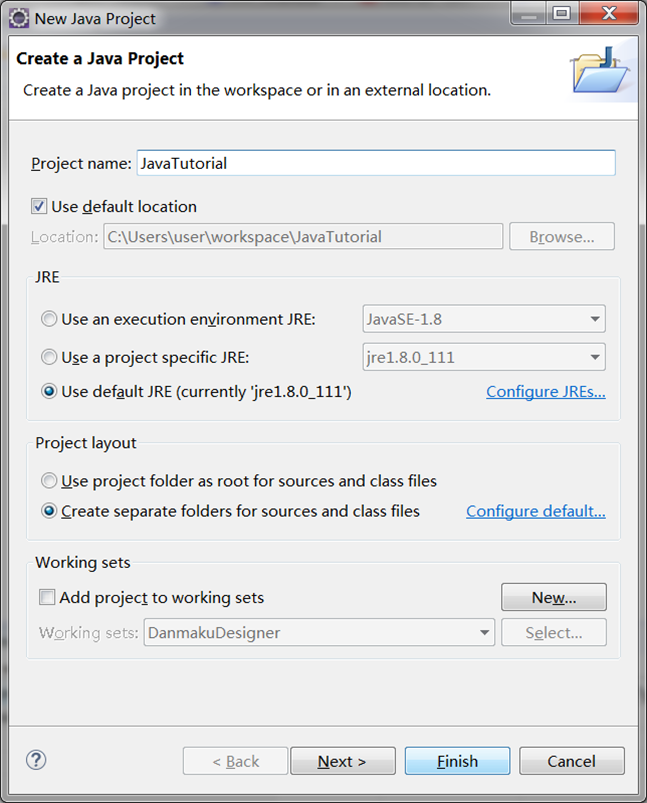 New Java Project
Create a Java Project
Create a Java project in the workspace or in an external location.
Project name: JavaTutorial
Use default location
Location: C:\Users\user\workspace\JavaTutorial Browse...
JRE
Use an execution environment JRE: JavaSE-1.8
Use a project specific JRE: jre1.8.0_111
Use default JRE (currently 'jre1.8.0_111') Configure JREs...
Project layout
Use project folder as root for sources and class files
Create separate folders for sources and class files Configure default...
Working sets
Add project to working sets New...
Working sets: DanmakuDesigner Select...
? < Back Next > Finish Cancel